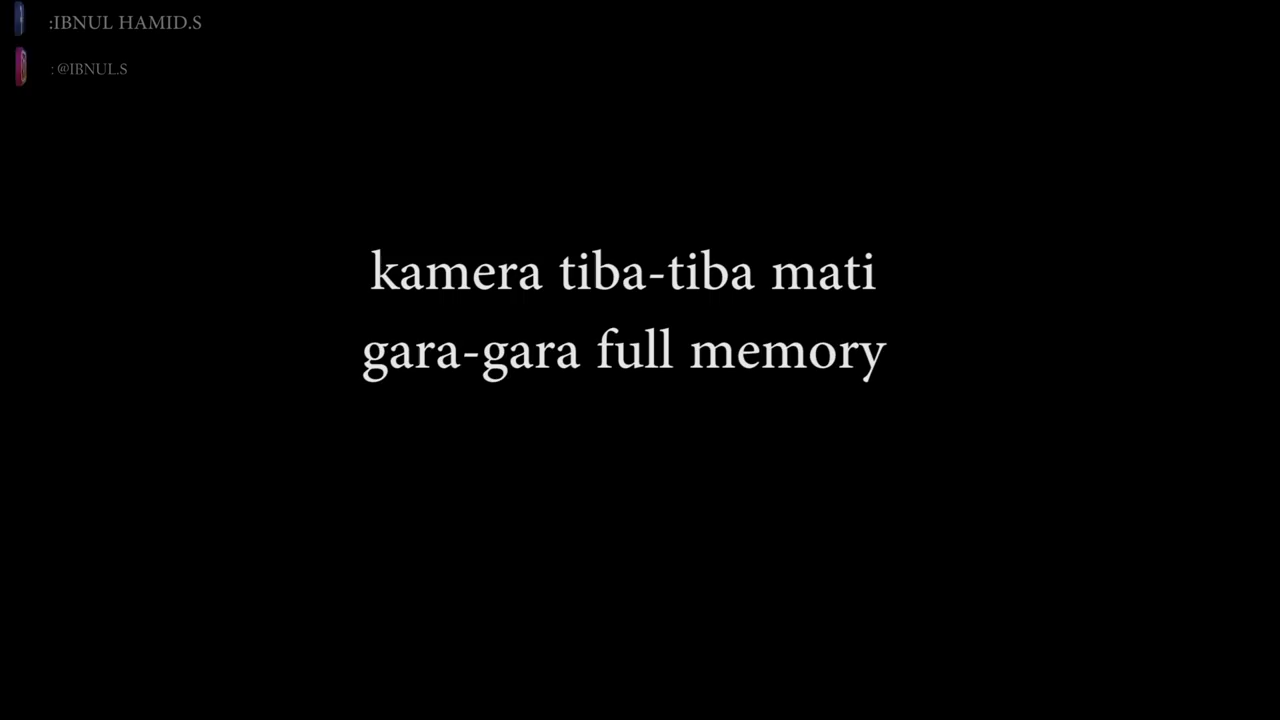 :IBNUL HAMID.S
: @IBNUL.S
kamera tiba-tiba mati
gara-gara full memory